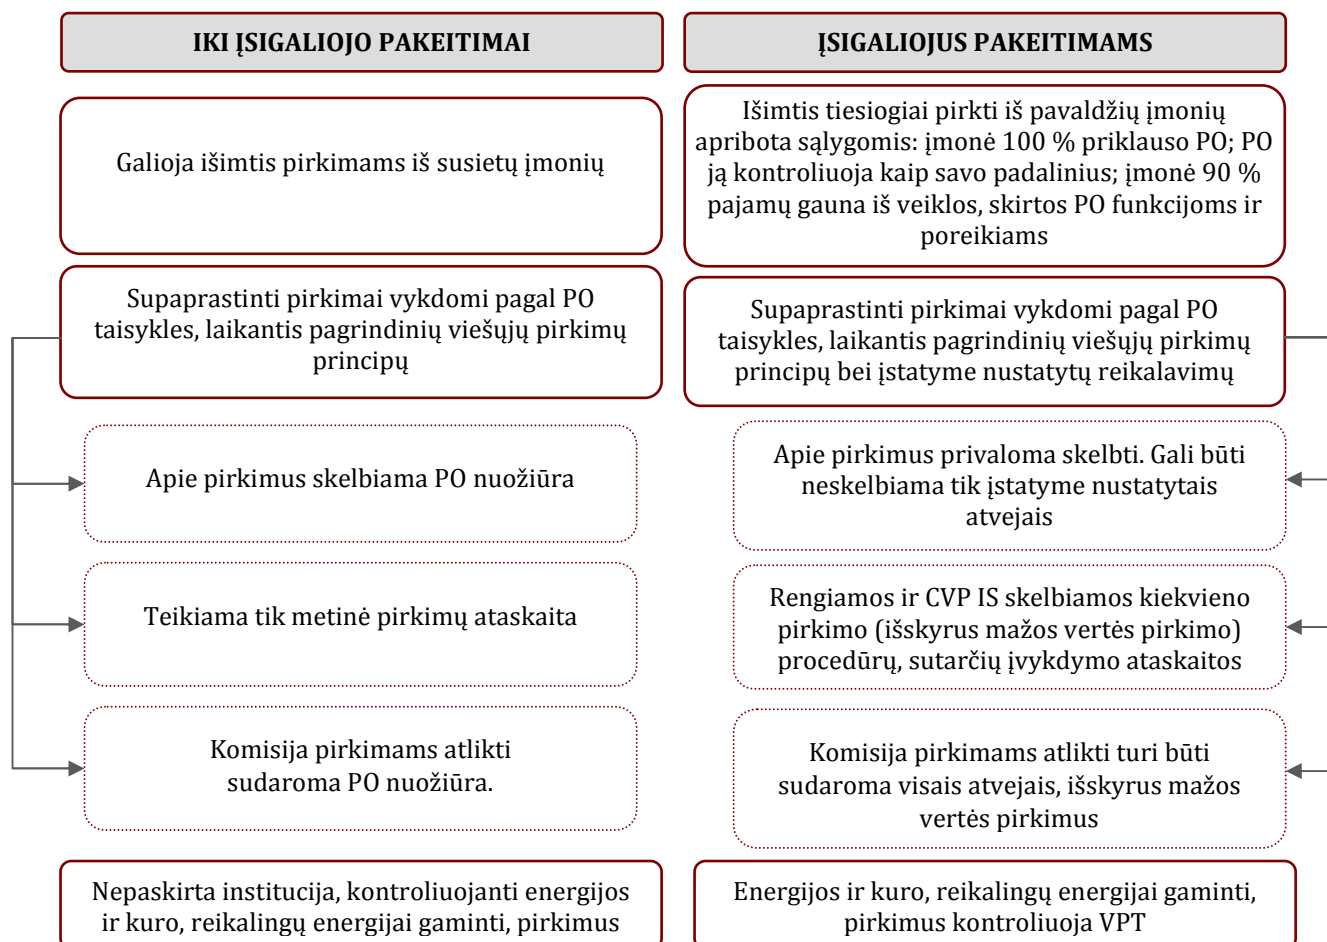 IKI ĮSIGALIOJO PAKEITIMAI
ĮSIGALIOJUS PAKEITIMAMS
Galioja išimtis pirkimams iš susietų įmonių
Išimtis tiesiogiai pirkti iš pavaldžių įmonių
apribota sąlygomis: įmonė 100 % priklauso PO; PO
ją kontroliuoja kaip savo padalinius; įmonė 90 %
pajamų gauna iš veiklos, skirtos PO funkcijoms ir
poreikiams
Supaprastinti pirkimai vykdomi pagal PO
taisykles, laikantis pagrindinių viešųjų pirkimų
principų
Supaprastinti pirkimai vykdomi pagal PO
taisykles, laikantis pagrindinių viešųjų pirkimų
principų bei įstatyme nustatytų reikalavimų
Apie pirkimus skelbiama PO nuožiūra
Apie pirkimus privaloma skelbti. Gali būti
neskelbiama tik įstatyme nustatytais
atvejais
Teikiama tik metinė pirkimų ataskaita
Rengiamos ir CVP IS skelbiamos kiekvieno
pirkimo (išskyrus mažos vertės pirkimo)
procedūrų, sutarčių įvykdymo ataskaitos
Komisija pirkimams atlikti
sudaroma PO nuožiūra.
Komisija pirkimams atlikti turi būti
sudaroma visais atvejais, išskyrus mažos
vertės pirkimus
Nepaskirta institucija, kontroliuojanti energijos
ir kuro, reikalingų energijai gaminti, pirkimus
Energijos ir kuro, reikalingų energijai gaminti,
pirkimus kontroliuoja VPT